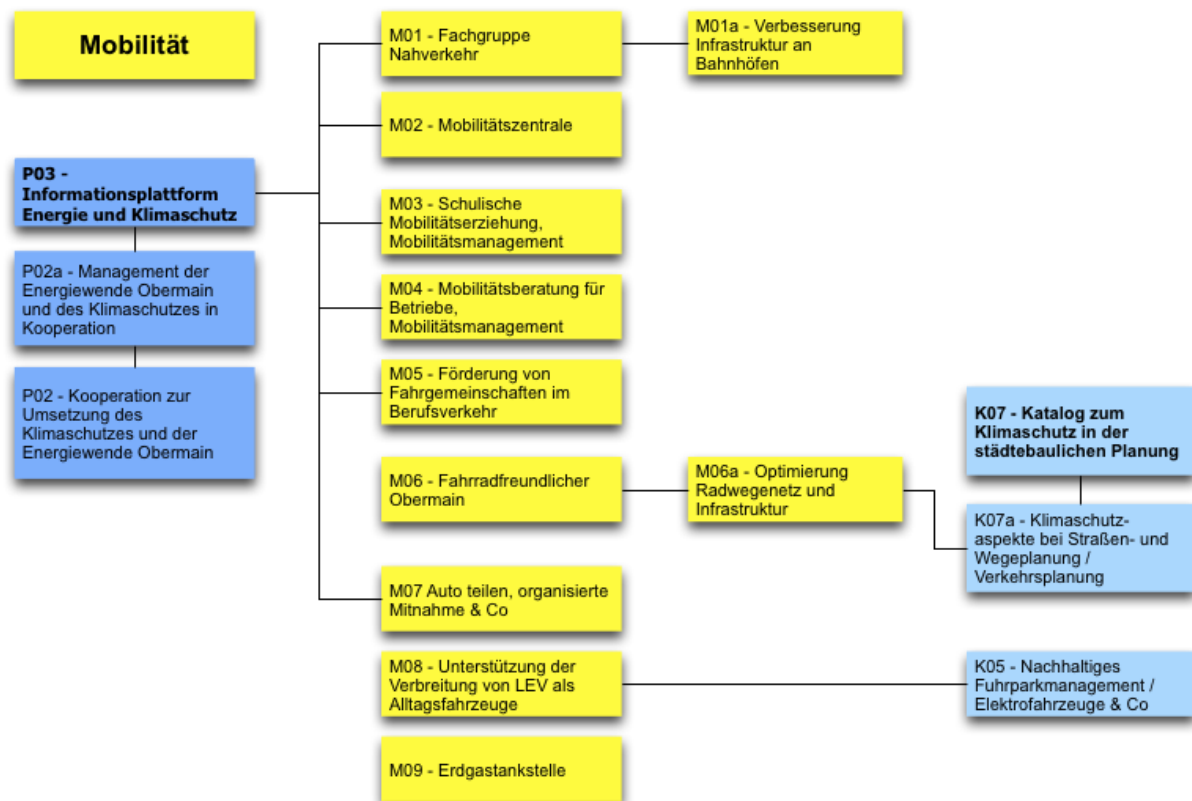 Mobilität
P03 -
Informationsplattform
Energie und Klimaschutz
P02a - Management der
Energiewende Obermain
und des Klimaschutzes in
Kooperation
P02 - Kooperation zur
Umsetzung des
Klimaschutzes und der
Energiewende Obermain
M01 - Fachgruppe
Nahverkehr
M01a - Verbesserung
Infrastruktur an
Bahnhöfen
M02 - Mobilitätszentrale
M03 - Schulische
Mobilitätserziehung,
Mobilitätsmanagement
M04 - Mobilitätsberatung für
Betriebe,
Mobilitätsmanagement
M05 - Förderung von
Fahrgemeinschaften im
Berufsverkehr
M06 - Fahrradfreundlicher
Obermain
M06a - Optimierung
Radwegenetz und
Infrastruktur
K07 - Katalog zum
Klimaschutz in der
städtebaulichen Planung
K07a - Klimaschutz-
aspekte bei Straßen- und
Wegeplanung /
Verkehrsplanung
M07 Auto teilen, organisierte
Mitnahme & Co
M08 - Unterstützung der
Verbreitung von LEV als
Alltagsfahrzeuge
K05 - Nachhaltiges
Fuhrparkmanagement /
Elektrofahrzeuge & Co
M09 - Erdgastankstelle